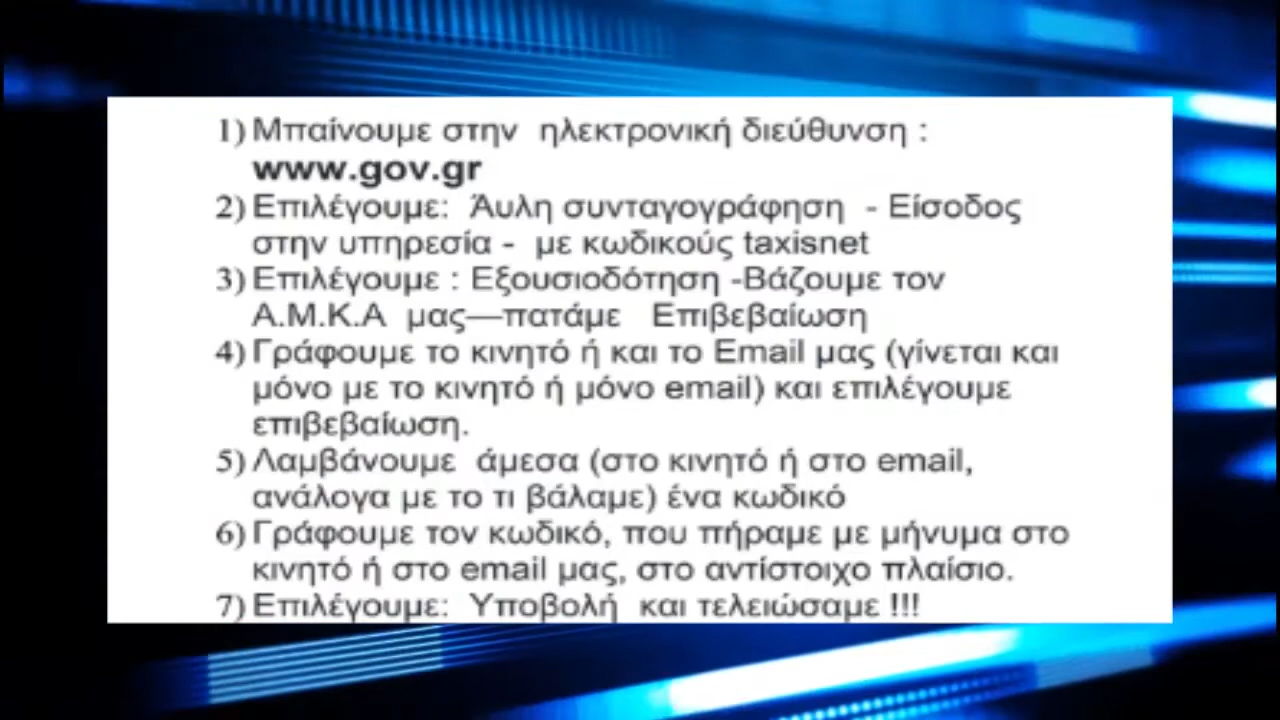 1) Μπαίνουμε στην ηλεκτρονική διεύθυνση :
www.gov.gr
2) Επιλέγουμε: Άυλη συνταγογράφηση - Είσοδος
στην υπηρεσία - με κωδικούς taxisnet
3) Επιλέγουμε : Εξουσιοδότηση -Βάζουμε τον
Α.Μ.Κ.Α μας—πατάμε Επιβεβαίωση
4) Γράφουμε το κινητό ή και το Email μας (γίνεται και
μόνο με το κινητό ή μόνο email) και επιλέγουμε
επιβεβαίωση.
5) Λαμβάνουμε άμεσα (στο κινητό ή στο email,
ανάλογα με το τι βάλαμε) ένα κωδικό
6) Γράφουμε τον κωδικό, που πήραμε με μήνυμα στο
κινητό ή στο email μας, στο αντίστοιχο πλαίσιο.
7) Επιλέγουμε: Υποβολή και τελειώσαμε !!!